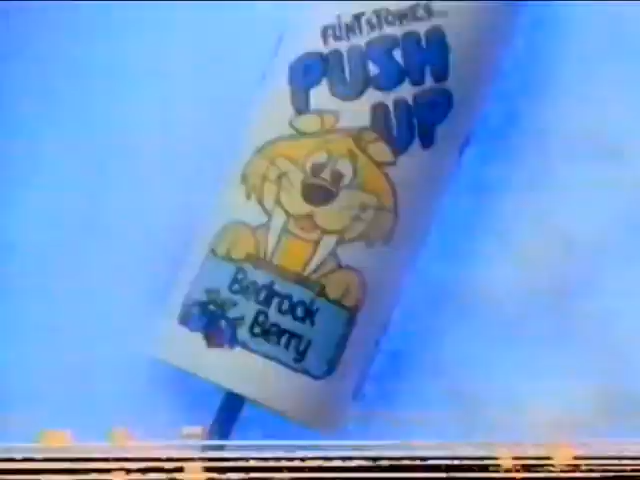 FLINTSTONES
PUSH
UP
Bedrock
Berry